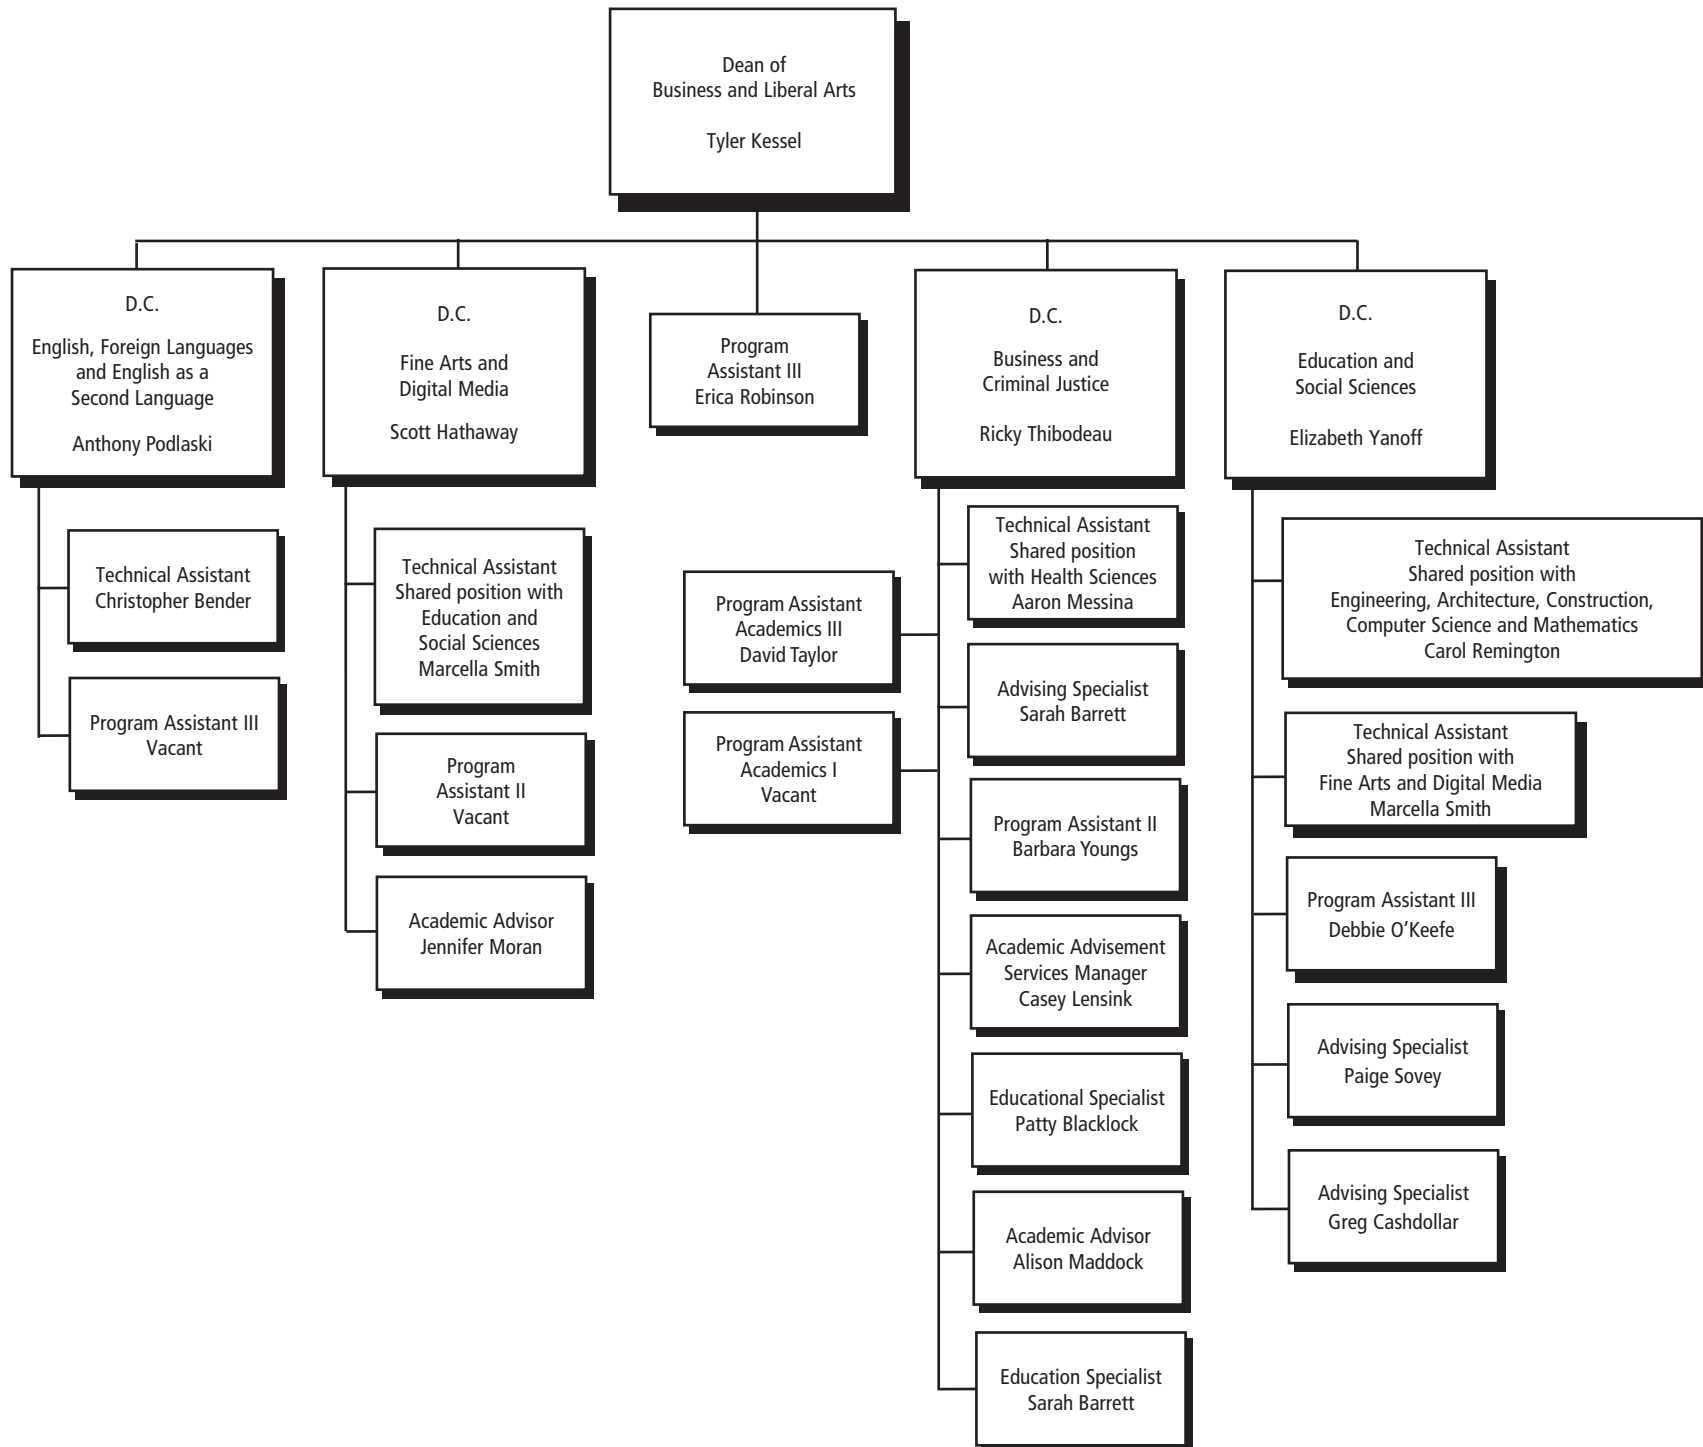 Dean of
Business and Liberal Arts
Tyler Kessel
D.C.
English, Foreign Languages
and English as a
Second Language
Anthony Podlaski
Technical Assistant
Christopher Bender
Program Assistant III
Vacant
D.C.
Fine Arts and
Digital Media
Scott Hathaway
Technical Assistant
Shared position with
Education and
Social Sciences
Marcella Smith
Program
Assistant II
Vacant
Academic Advisor
Jennifer Moran
Program
Assistant III
Erica Robinson
D.C.
Business and
Criminal Justice
Ricky Thibodeau
Program Assistant
Academics III
David Taylor
Program Assistant
Academics I
Vacant
Technical Assistant
Shared position
with Health Sciences
Aaron Messina
Advising Specialist
Sarah Barrett
Program Assistant II
Barbara Youngs
Academic Advisement
Services Manager
Casey Lensink
Educational Specialist
Patty Blacklock
Academic Advisor
Alison Maddock
Education Specialist
Sarah Barrett
D.C.
Education and
Social Sciences
Elizabeth Yanoff
Technical Assistant
Shared position with
Engineering, Architecture, Construction,
Computer Science and Mathematics
Carol Remington
Technical Assistant
Shared position with
Fine Arts and Digital Media
Marcella Smith
Program Assistant III
Debbie O’Keefe
Advising Specialist
Paige Sovey
Advising Specialist
Greg Cashdollar